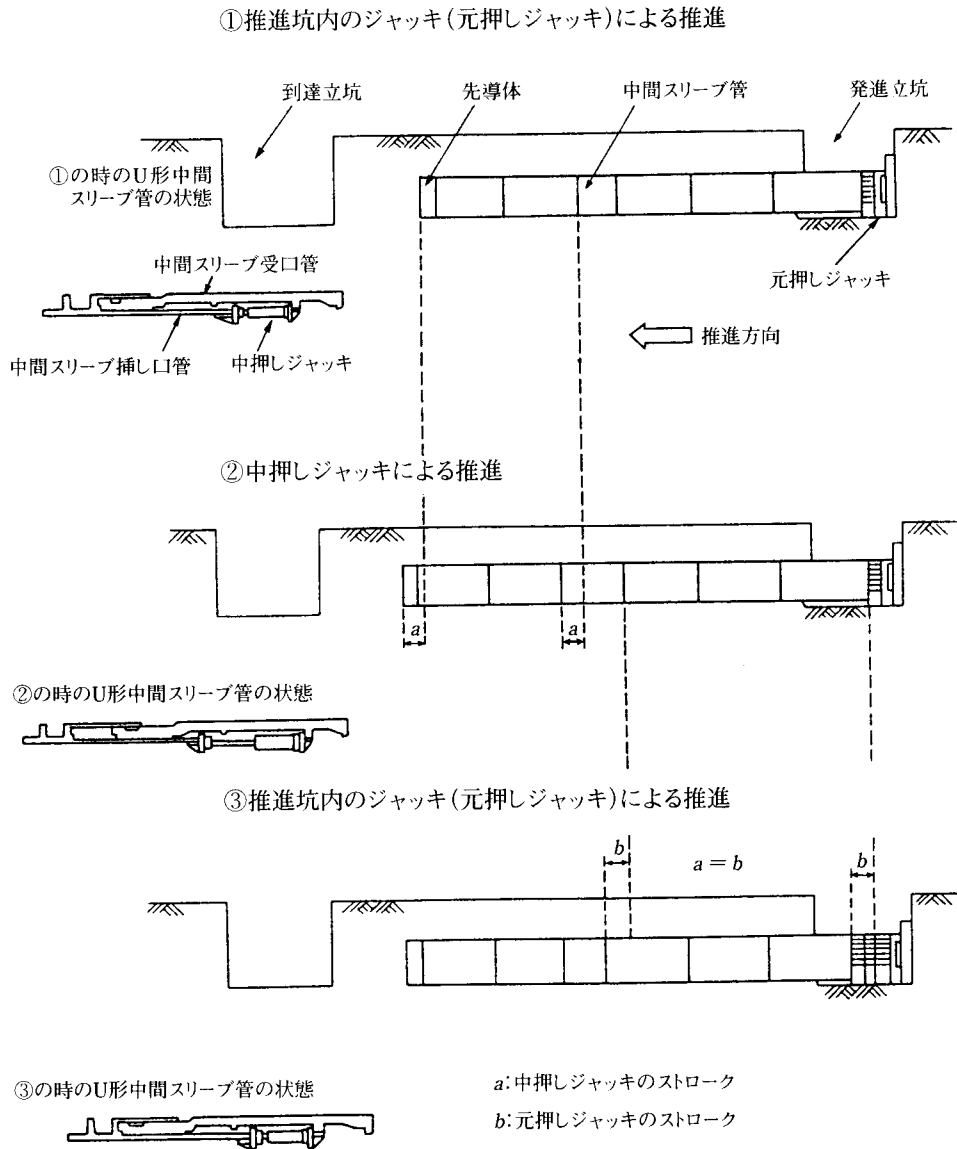 ①推進坑内のジャッキ(元押しジャッキ)による推進
到達立坑
先導体
中間スリーブ管
発進立坑
①の時のU形中間
スリーブ管の状態
中間スリーブ受口管
元押しジャッキ
推進方向
中間スリーブ挿し口管
中押しジャッキ
②中押しジャッキによる推進
a
a
②の時のU形中間スリーブ管の状態
③推進坑内のジャッキ(元押しジャッキ)による推進
b
a = b
b
③の時のU形中間スリーブ管の状態
a:中押しジャッキのストローク
b:元押しジャッキのストローク